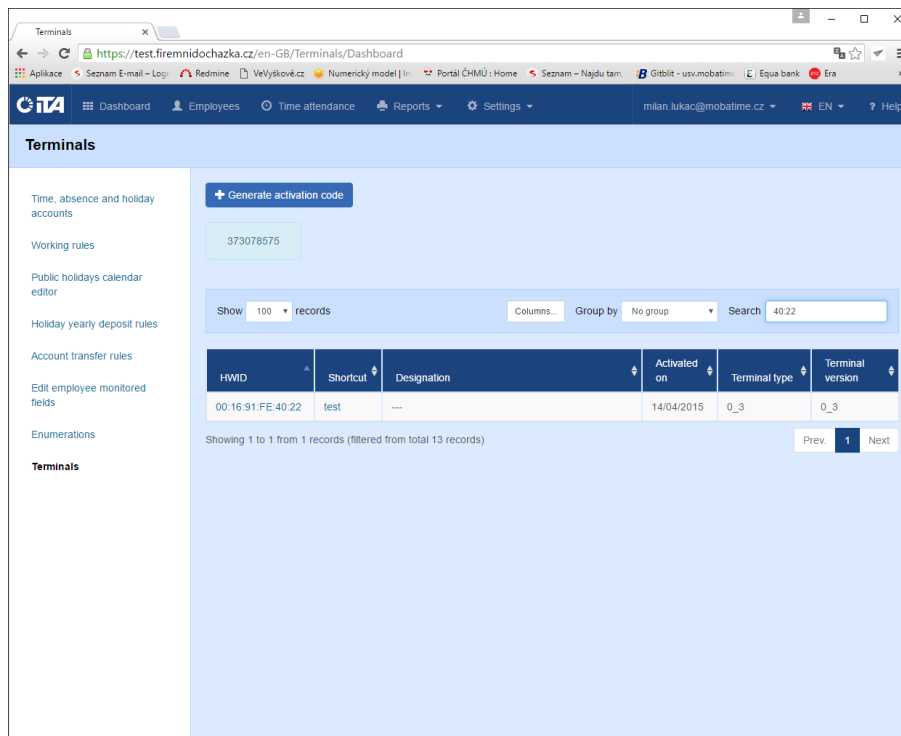 Terminals
https://test.firemnidochazka.cz/en-GB/Terminals/Dashboard
Aplikace Seznam E-mail – Logi Redmine VeVyškově.cz Numerický model | In Portál ČHMÚ : Home Seznam – Najdu tam, Gitblit - usv.mobatime Equa bank Era
ITA Dashboard Employees Time attendance Reports Settings milan.lukac@mobatime.cz EN ? Help
Terminals
Time, absence and holiday
accounts
Working rules
Public holidays calendar
editor
Holiday yearly deposit rules
Account transfer rules
Edit employee monitored
fields
Enumerations
Terminals
Generate activation code
373078575
Show 100 records Columns... Group by No group Search 40:22
HWID Shortcut Designation Activated on Terminal type Terminal version
00:16:91:FE:40:22 test --- 14/04/2015 0_3 0_3
Showing 1 to 1 from 1 records (filtered from total 13 records)
Prev. 1 Next